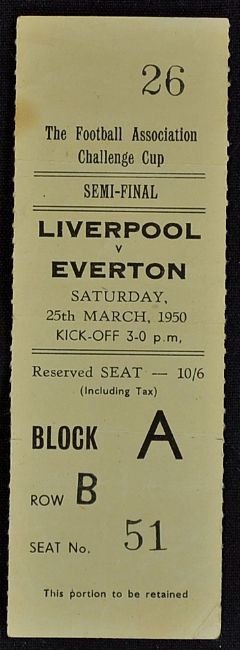 26
The Football Association
Challenge Cup
SEMI-FINAL
LIVERPOOL
v
EVERTON
SATURDAY,
25th MARCH, 1950
KICK-OFF 3-0 p.m,
Reserved SEAT — 10/6
(Including Tax)
BLOCK A
ROW B
SEAT No. 51
This portion to be retained